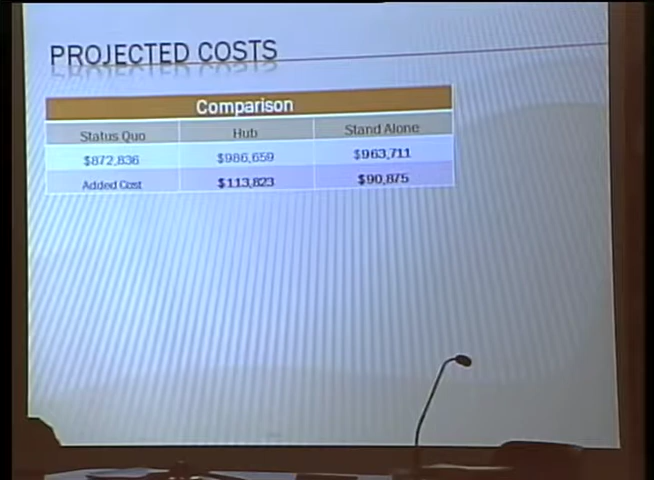 PROJECTED COSTS
Comparison
Status Quo Hub Stand Alone
$872,836 $986,659 $963,711
Added Cost $113,823 $90,875